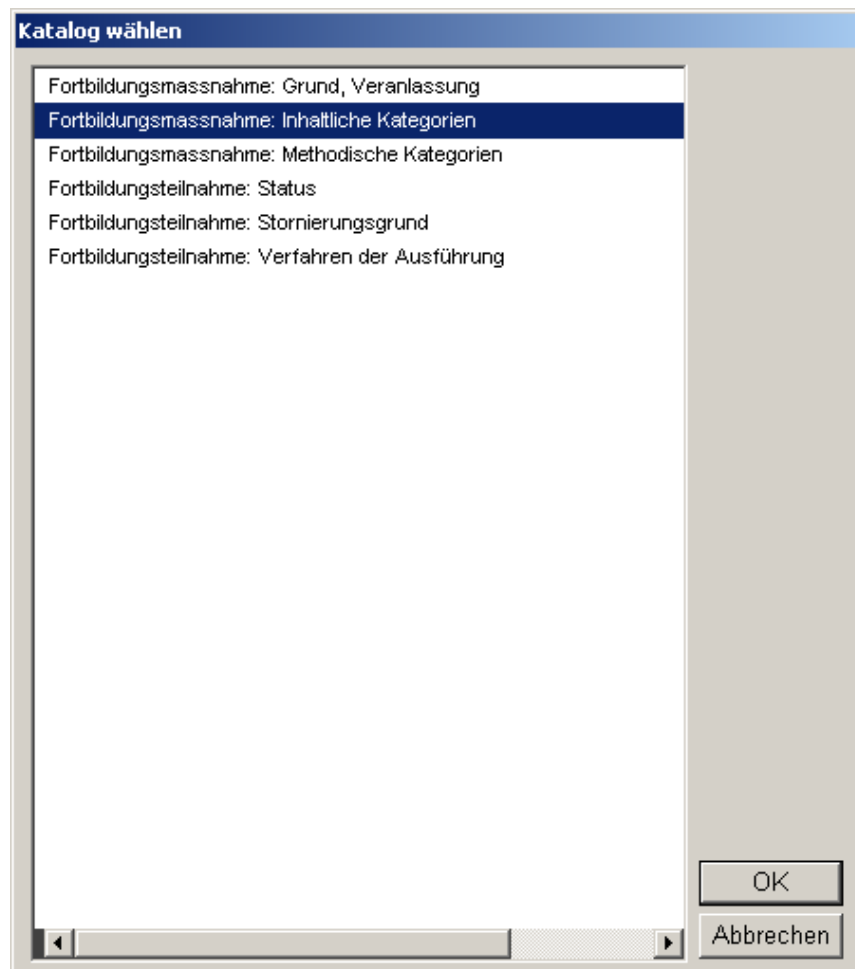 Katalog wählen
Fortbildungsmassnahme: Grund, Veranlassung
Fortbildungsmassnahme: Inhaltliche Kategorien
Fortbildungsmassnahme: Methodische Kategorien
Fortbildungsteilnahme: Status
Fortbildungsteilnahme: Stornierungsgrund
Fortbildungsteilnahme: Verfahren der Ausführung
OK
Abbrechen